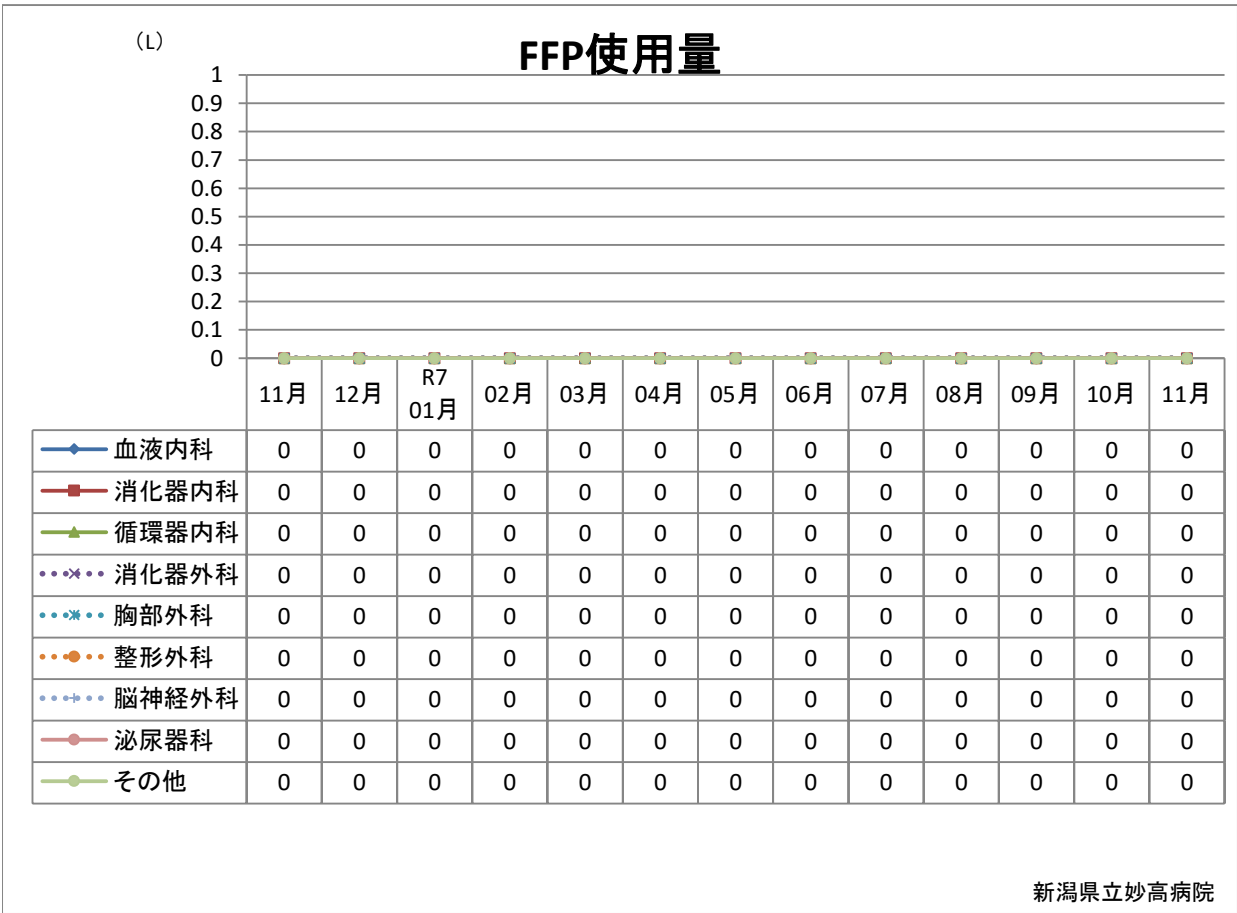 （L）
FFP使用量
1
0.9
0.8
0.7
0.6
0.5
0.4
0.3
0.2
0.1
0
11月 12月 R7 01月 02月 03月 04月 05月 06月 07月 08月 09月 10月 11月
血液内科 0 0 0 0 0 0 0 0 0 0 0 0 0
消化器内科 0 0 0 0 0 0 0 0 0 0 0 0 0
循環器内科 0 0 0 0 0 0 0 0 0 0 0 0 0
消化器外科 0 0 0 0 0 0 0 0 0 0 0 0 0
胸部外科 0 0 0 0 0 0 0 0 0 0 0 0 0
整形外科 0 0 0 0 0 0 0 0 0 0 0 0 0
脳神経外科 0 0 0 0 0 0 0 0 0 0 0 0 0
泌尿器科 0 0 0 0 0 0 0 0 0 0 0 0 0
その他 0 0 0 0 0 0 0 0 0 0 0 0 0
新潟県立妙高病院